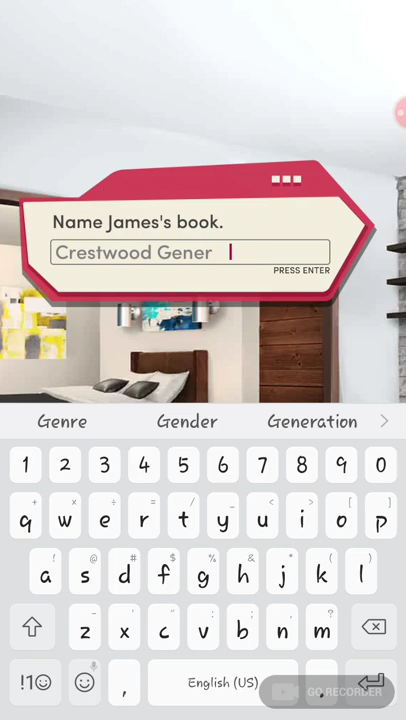 Name James's book.
Crestwood Gener
PRESS ENTER
Genre Gender Generation
1 2 3 4 5 6 7 8 9 0
+ × ÷ = / _ < > [ ]
q w e r t y u i o p
! @ # $ % & * ( )
a s d f g h j k l
- ' " : ; , ?
z x c v b n m
!1☺ , English (US) .
GO RECORDER